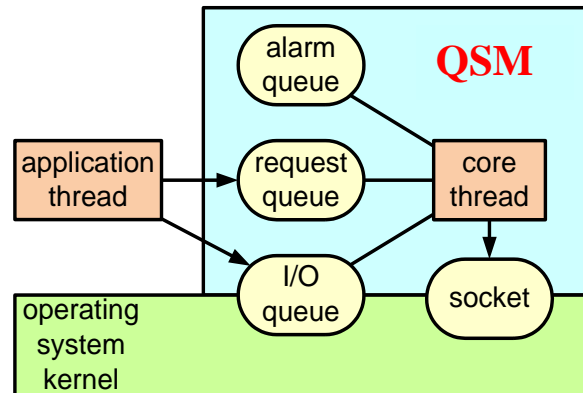 alarm
queue
QSM
application
thread
request
queue
core
thread
I/O
queue
socket
operating
system
kernel